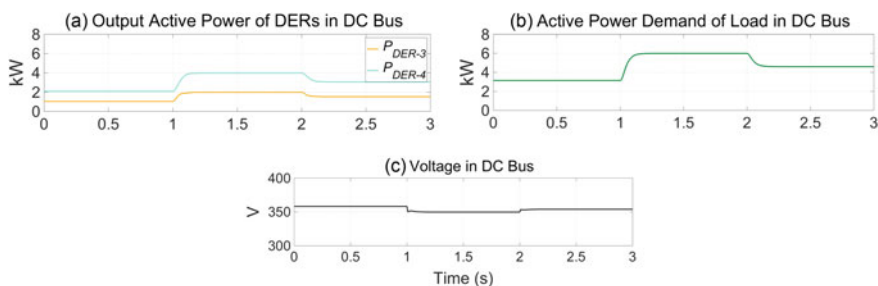 (a) Output Active Power of DERs in DC Bus
kW
8
6
4
2
0
0 0.5 1 1.5 2 2.5 3
P_DER-3
P_DER-4
(b) Active Power Demand of Load in DC Bus
kW
8
6
4
2
0
0 0.5 1 1.5 2 2.5 3
(c) Voltage in DC Bus
V
400
350
300
0 0.5 1 1.5 2 2.5 3
Time (s)